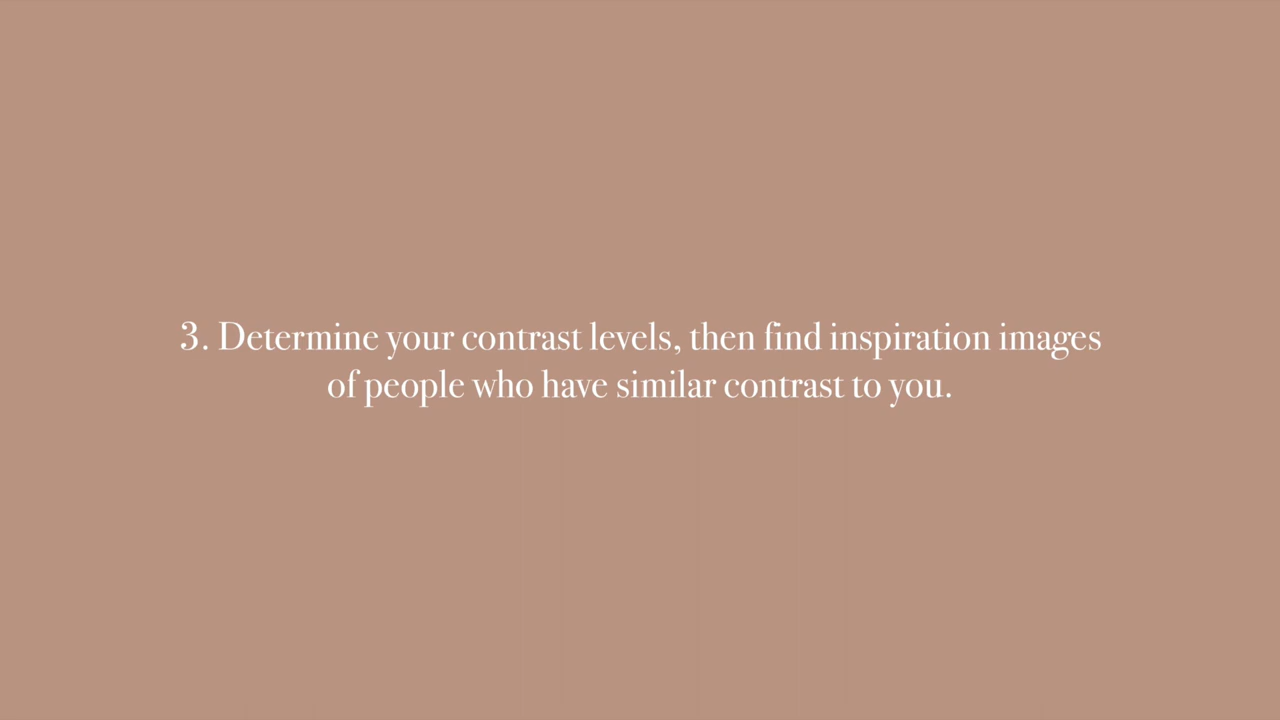 3. Determine your contrast levels, then find inspiration images
of people who have similar contrast to you.